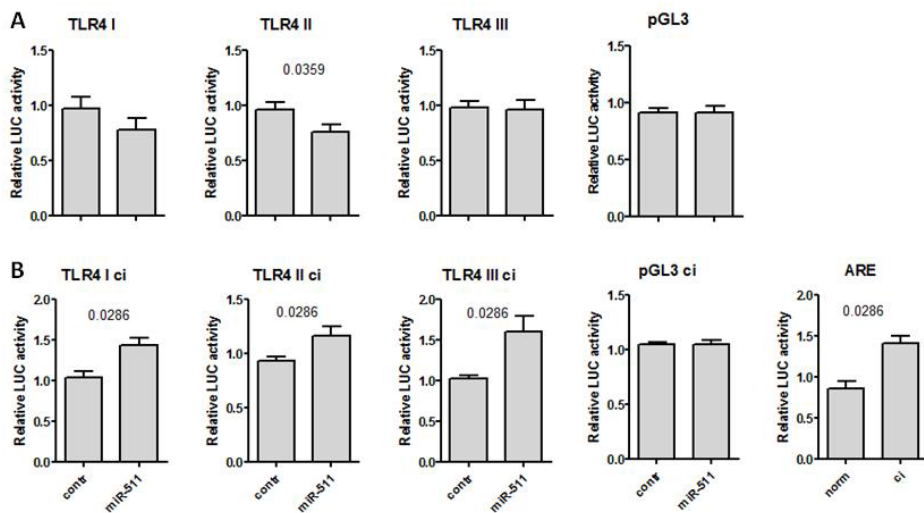 A
TLR4 I
TLR4 II
TLR4 III
pGL3
Relative LUC activity
1.5
1.0
0.5
0.0
Relative LUC activity
1.5
1.0
0.5
0.0
0.0359
Relative LUC activity
1.5
1.0
0.5
0.0
Relative LUC activity
1.5
1.0
0.5
0.0
B
TLR4 I ci
TLR4 II ci
TLR4 III ci
pGL3 ci
ARE
Relative LUC activity
2.0
1.5
1.0
0.5
0.0
0.0286
contr
miR-511
Relative LUC activity
1.5
1.0
0.5
0.0
0.0286
contr
miR-511
Relative LUC activity
2.0
1.5
1.0
0.5
0.0
0.0286
contr
miR-511
Relative LUC activity
1.5
1.0
0.5
0.0
contr
miR-511
Relative LUC activity
2.0
1.5
1.0
0.5
0.0
0.0286
norm
ci